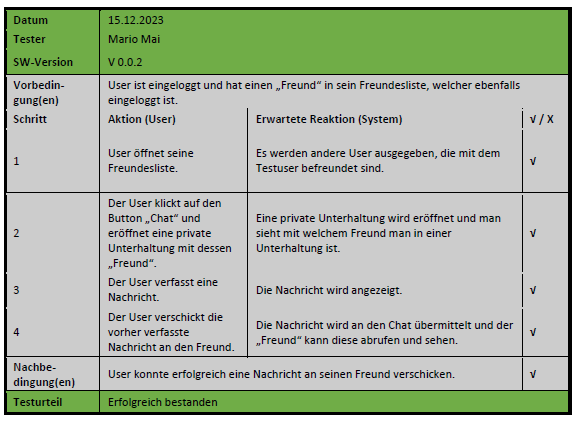 Datum 15.12.2023
Tester Mario Mai
SW-Version V 0.0.2
Vorbedin- User ist eingeloggt und hat einen „Freund“ in sein Freundesliste, welcher ebenfalls
gung(en) eingeloggt ist.
Schritt Aktion (User) Erwartete Reaktion (System) √ / X
1 User öffnet seine Freundesliste. Es werden andere User ausgegeben, die mit dem Testuser befreundet sind. √
2 Der User klickt auf den Button „Chat“ und eröffnet eine private Unterhaltung mit dessen „Freund“. Eine private Unterhaltung wird eröffnet und man sieht mit welchem Freund man in einer Unterhaltung ist. √
3 Der User verfasst eine Nachricht. Die Nachricht wird angezeigt. √
4 Der User verschickt die vorher verfasste Nachricht an den Freund. Die Nachricht wird an den Chat übermittelt und der „Freund“ kann diese abrufen und sehen. √
Nachbe-
dingung(en) User konnte erfolgreich eine Nachricht an seinen Freund verschicken. √
Testurteil Erfolgreich bestanden